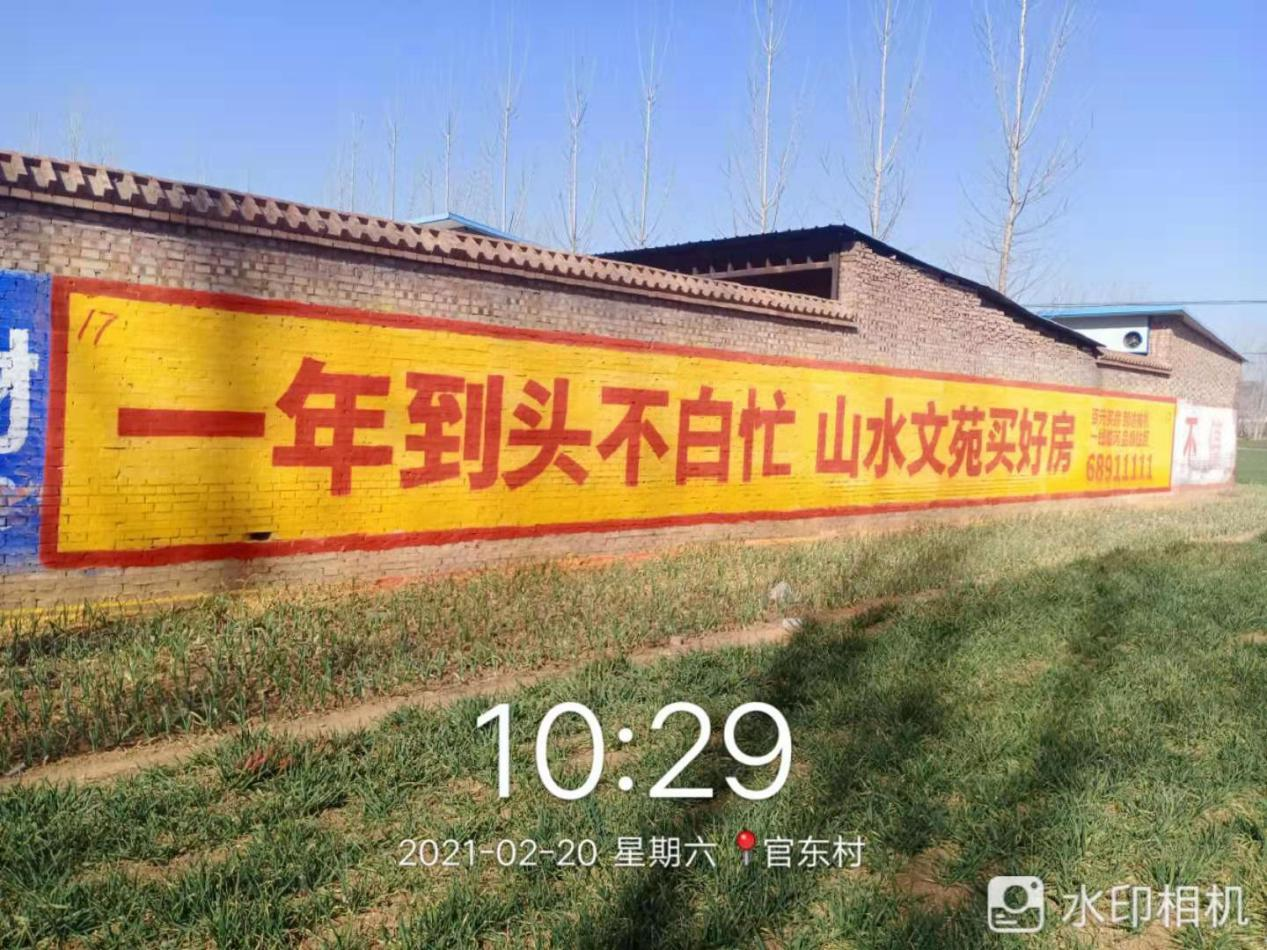 17
一年到头不白忙 山水文苑买好房
68911111
不
10:29
2021-02-20 星期六 官东村
水印相机